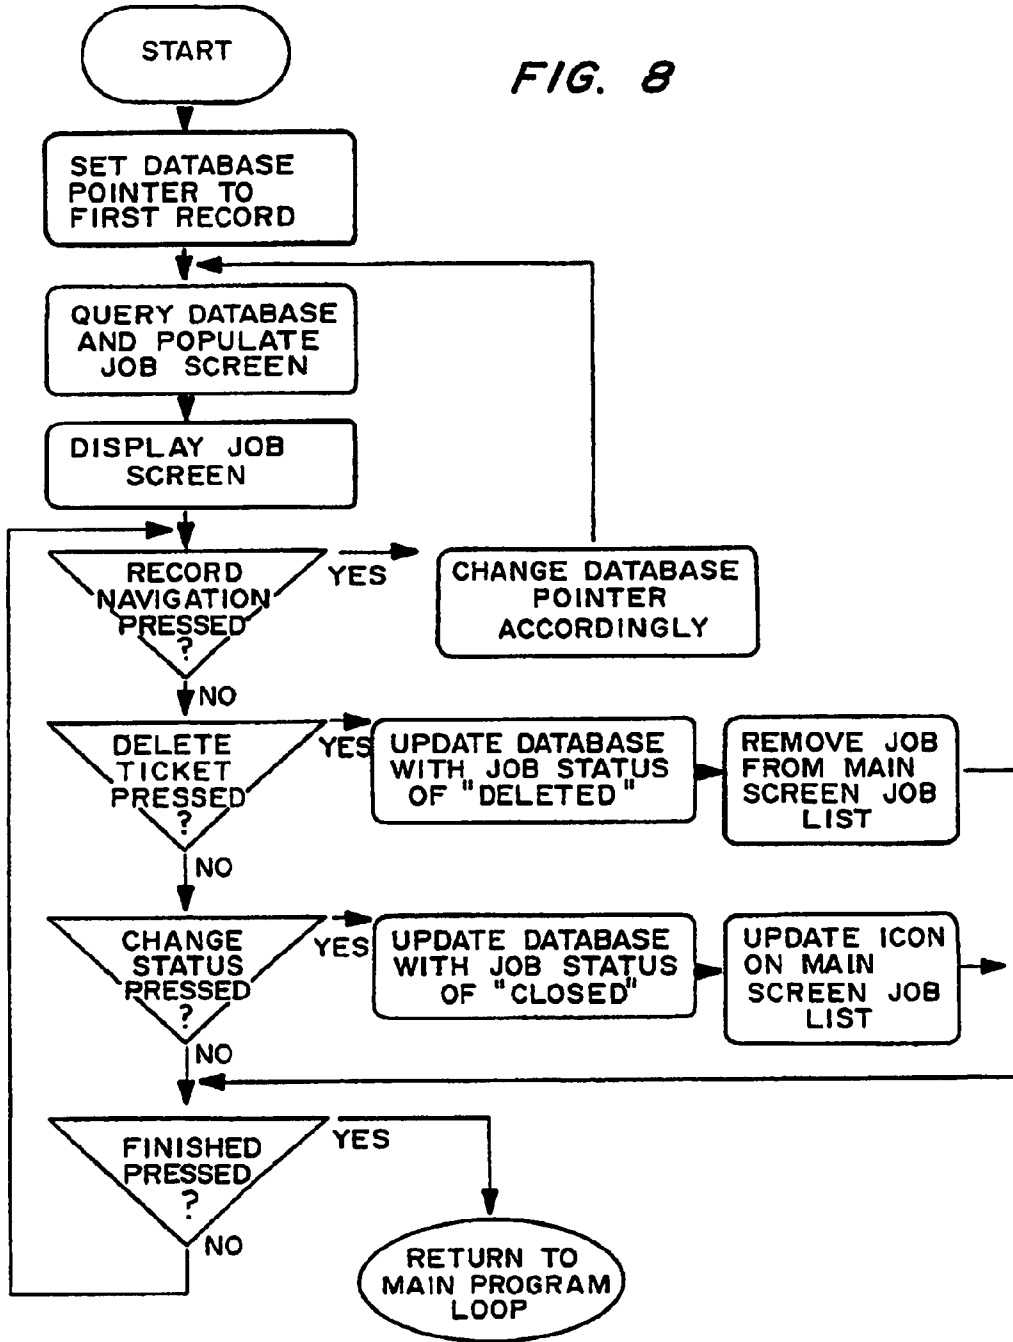 START
FIG. 8
SET DATABASE
POINTER TO
FIRST RECORD
QUERY DATABASE
AND POPULATE
JOB SCREEN
DISPLAY JOB
SCREEN
RECORD
NAVIGATION
PRESSED
?
YES
CHANGE DATABASE
POINTER
ACCORDINGLY
NO
DELETE
TICKET
PRESSED
?
YES
UPDATE DATABASE
WITH JOB STATUS
OF "DELETED"
REMOVE JOB
FROM MAIN
SCREEN JOB
LIST
NO
CHANGE
STATUS
PRESSED
?
YES
UPDATE DATABASE
WITH JOB STATUS
OF "CLOSED"
UPDATE ICON
ON MAIN
SCREEN JOB
LIST
NO
FINISHED
PRESSED
?
YES
NO
RETURN TO
MAIN PROGRAM
LOOP